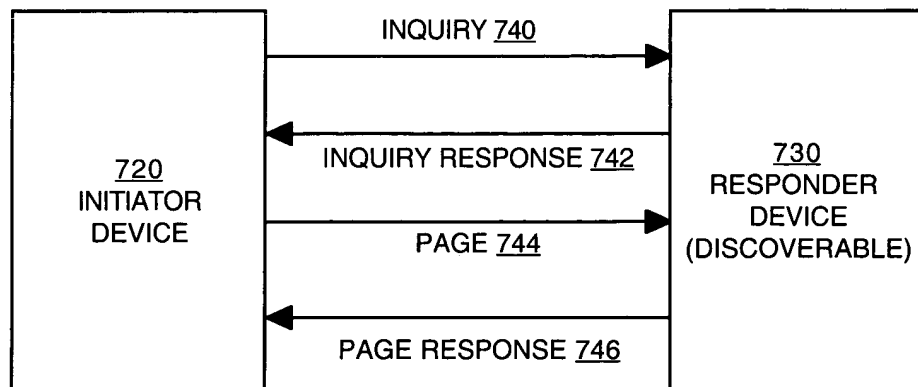 INQUIRY 740
INQUIRY RESPONSE 742
PAGE 744
PAGE RESPONSE 746
720
INITIATOR
DEVICE
730
RESPONDER
DEVICE
(DISCOVERABLE)